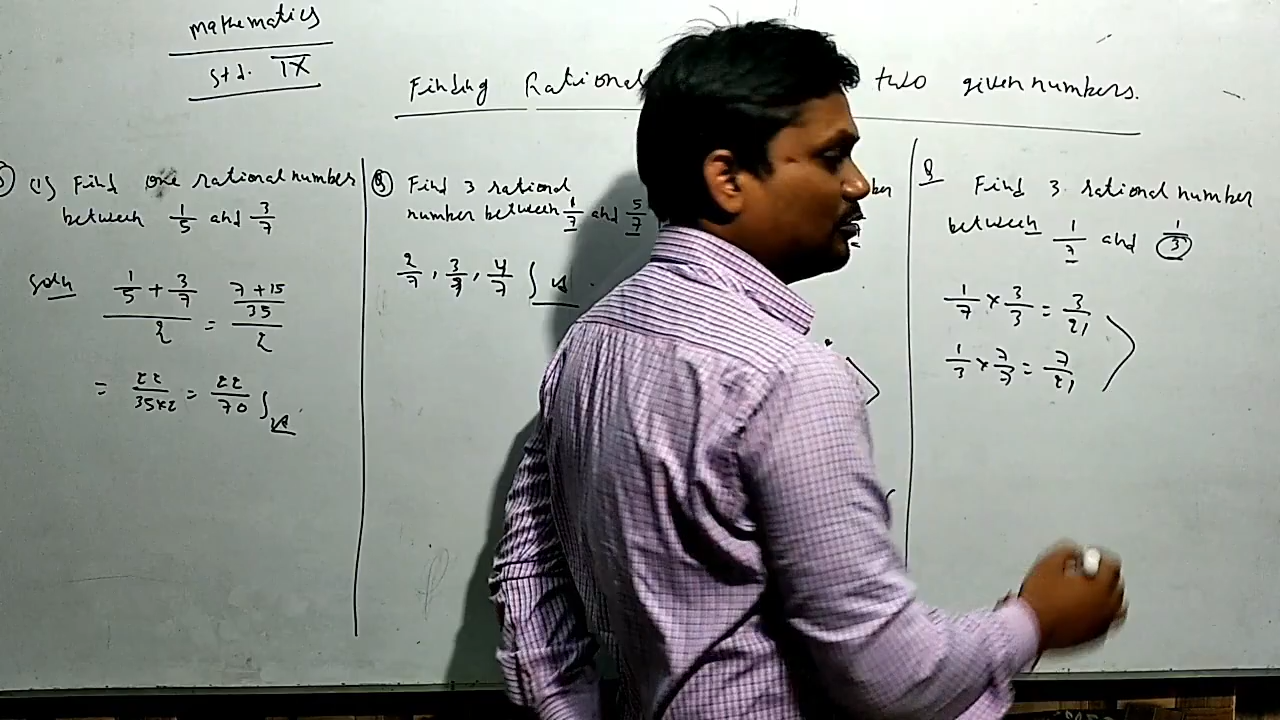 Mathematics
Std. IX
Finding Rational two given numbers.
(1) Find one rational number
between 1/5 and 3/7
Soln
(1/5 + 3/7)/2 = ((7+15)/35)/2
= 22/(35×2) = 22/70
Q Find 3 rational
number between 1/7 and 5/7
2/7, 3/7, 4/7
Q Find 3 rational number
between 1/7 and 1/3
1/7 × 3/3 = 3/21
1/3 × 7/7 = 7/21